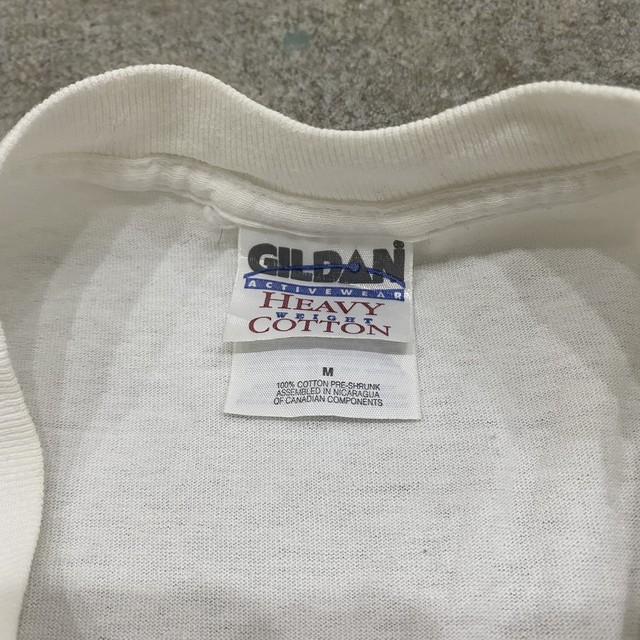 GILDAN®
ACTIVEWEAR
HEAVY
WEIGHT
COTTON
M
100% COTTON PRE-SHRUNK
ASSEMBLED IN NICARAGUA
OF CANADIAN COMPONENTS